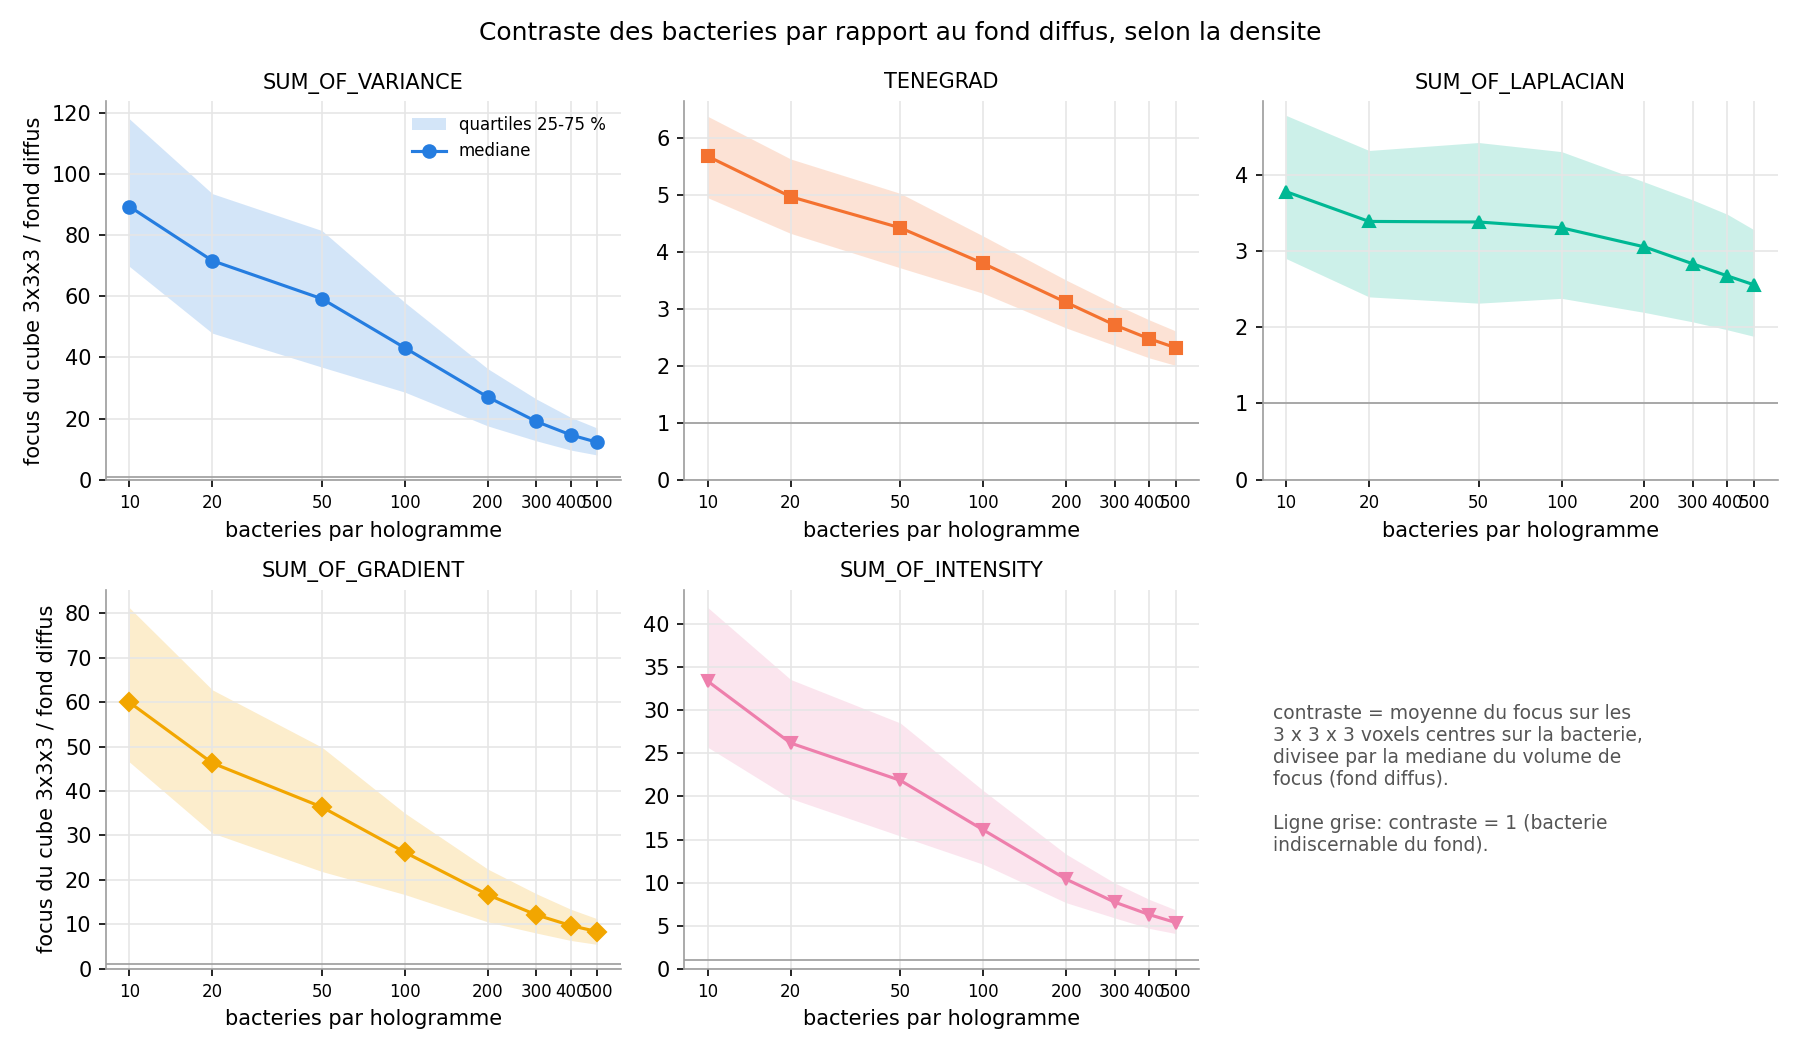 Contraste des bacteries par rapport au fond diffus, selon la densite
SUM_OF_VARIANCE
focus du cube 3x3x3 / fond diffus
120
100
80
60
40
20
0
quartiles 25-75 %
mediane
10 20 50 100 200 300 400 500
bacteries par hologramme
TENEGRAD
6
5
4
3
2
1
0
10 20 50 100 200 300 400 500
bacteries par hologramme
SUM_OF_LAPLACIAN
4
3
2
1
0
10 20 50 100 200 300 400 500
bacteries par hologramme
SUM_OF_GRADIENT
focus du cube 3x3x3 / fond diffus
80
70
60
50
40
30
20
10
0
10 20 50 100 200 300 400 500
bacteries par hologramme
SUM_OF_INTENSITY
40
35
30
25
20
15
10
5
0
10 20 50 100 200 300 400 500
bacteries par hologramme
contraste = moyenne du focus sur les
3 x 3 x 3 voxels centres sur la bacterie,
divisee par la mediane du volume de
focus (fond diffus).
Ligne grise: contraste = 1 (bacterie
indiscernable du fond).